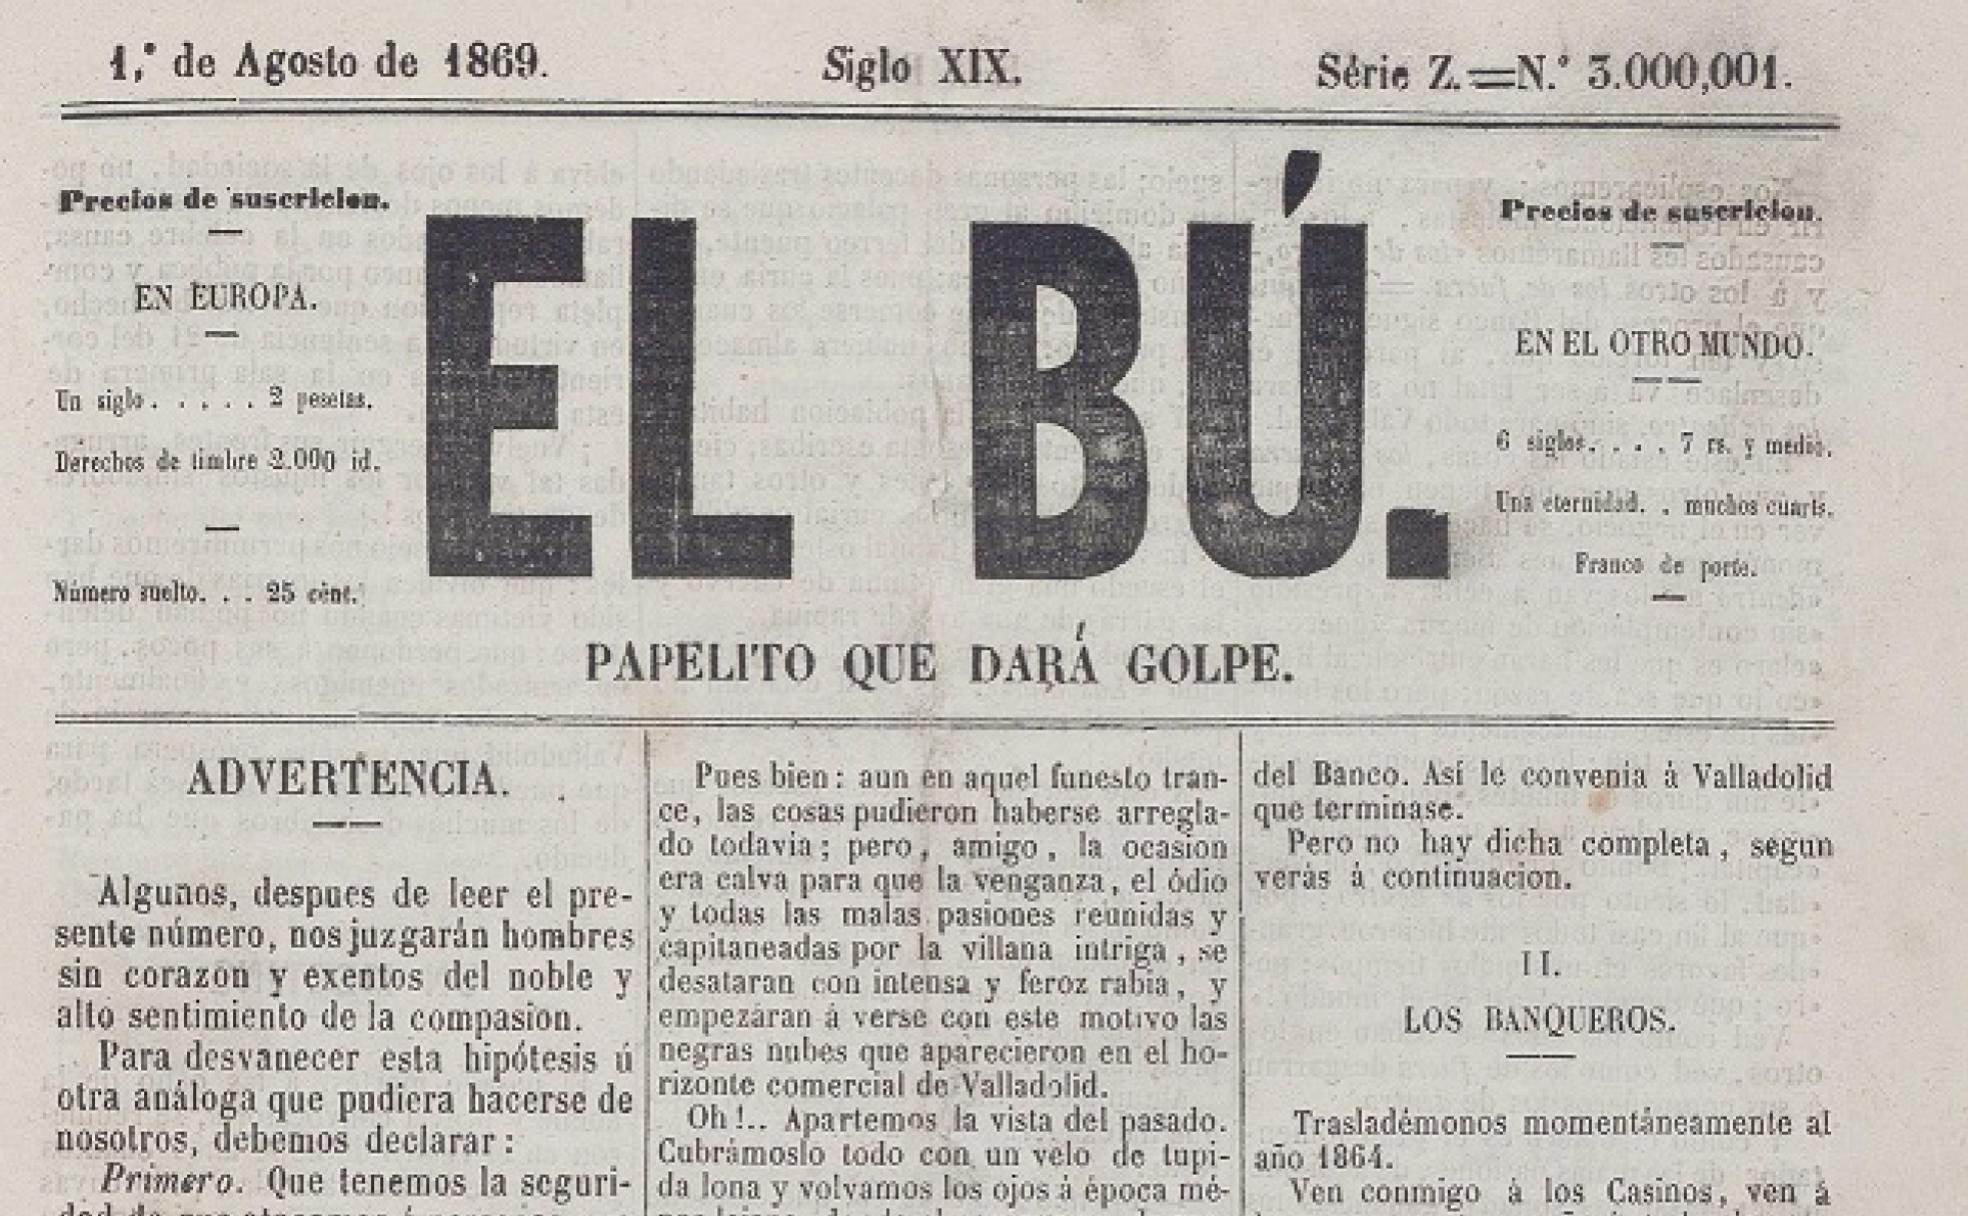 1.º de Agosto de 1869.
Siglo XIX.
Série Z.=N.º 3.000,001.
Precios de suscricion.
EN EUROPA.
Un siglo. . . . . 2 pesetas.
Derechos de timbre 2.000 id.
Número suelto. . . 25 cént.
EL BÚ.
Precios de suscricion.
EN EL OTRO MUNDO.
6 siglos. . . . 7 rs. y medio.
Una eternidad. . muchos cuarts.
Franco de porte.
PAPELITO QUE DARÁ GOLPE.
ADVERTENCIA.
Algunos, despues de leer el pre-
sente número, nos juzgarán hombres
sin corazon y exentos del noble y
alto sentimiento de la compasion.
Para desvanecer esta hipótesis ú
otra análoga que pudiera hacerse de
nosotros, debemos declarar:
Primero. Que tenemos la seguri-
Pues bien: aun en aquel funesto tran-
ce, las cosas pudieron haberse arregla-
do todavia; pero, amigo, la ocasion
era calva para que la venganza, el ódio
y todas las malas pasiones reunidas y
capitaneadas por la villana intriga, se
desataran con intensa y feroz rabia, y
empezáran á verse con este motivo las
negras nubes que aparecieron en el ho-
rizonte comercial de Valladolid.
Oh!.. Apartemos la vista del pasado.
Cubrámoslo todo con un velo de tupi-
da lona y volvamos los ojos á época mé-
del Banco. Así le convenia á Valladolid
que terminase.
Pero no hay dicha completa, segun
verás á continuacion.
II.
LOS BANQUEROS.
Trasladémonos momentáneamente al
año 1864.
Ven conmigo á los Casinos, ven á